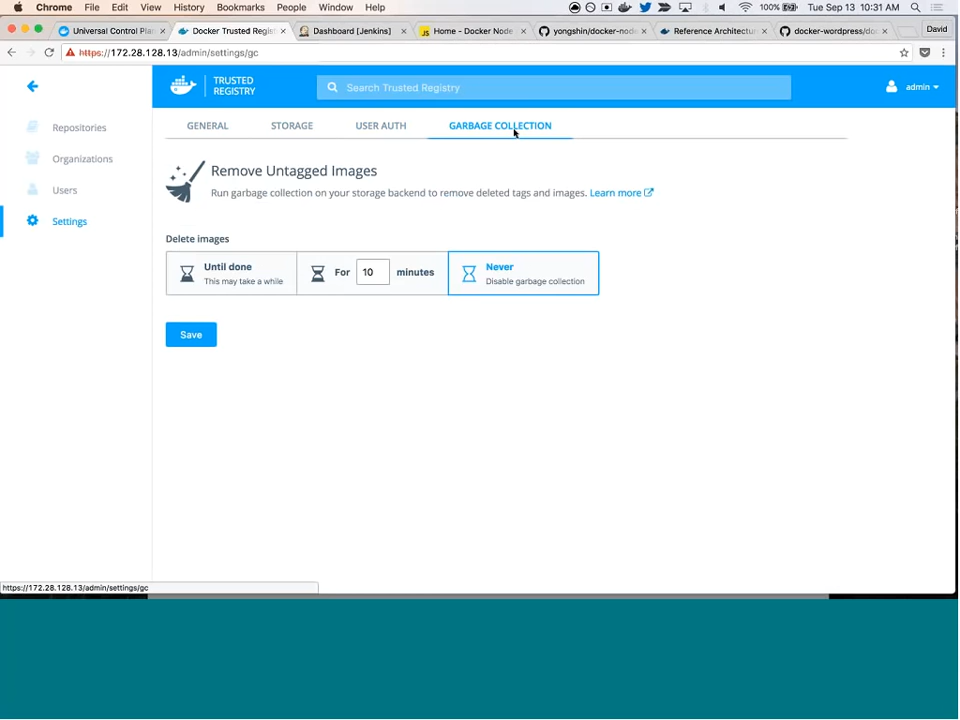 Chrome File Edit View History Bookmarks People Window Help 100% Tue Sep 13 10:31 AM
Universal Control Plan × Docker Trusted Regist × Dashboard [Jenkins] × Home - Docker Node × yongshin/docker-node × Reference Architectur × docker-wordpress/doc × David
https://172.28.128.13/admin/settings/gc
TRUSTED
REGISTRY
Search Trusted Registry
admin
Repositories
Organizations
Users
Settings
GENERAL STORAGE USER AUTH GARBAGE COLLECTION
Remove Untagged Images
Run garbage collection on your storage backend to remove deleted tags and images. Learn more
Delete images
Until done
This may take a while
For 10 minutes
Never
Disable garbage collection
Save
https://172.28.128.13/admin/settings/gc